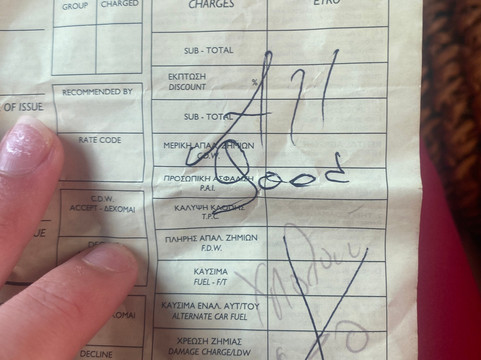 GROUP CHARGED
CHARGES
ΕΥΡΩ
SUB - TOTAL
ΕΚΠΤΩΣΗ %
DISCOUNT
OF ISSUE
RECOMMENDED BY
SUB - TOTAL
All
RATE CODE
ΜΕΡΙΚΗ ΑΠΑΛ. ΖΗΜΙΩΝ
C.D.W.
good
ΠΡΟΣΩΠΙΚΗ ΑΣΦΑΛΙΣΗ
P.A.I.
C.D.W.
ACCEPT - ΔΕΧΟΜΑΙ
ΚΑΛΥΨΗ ΚΛΟΠΗΣ
T.P.C.
ΠΛΗΡΗΣ ΑΠΑΛ. ΖΗΜΙΩΝ
F.D.W.
ΚΑΥΣΙΜΑ
FUEL - F/T
ΚΑΥΣΙΜΑ ΕΝΑΛ. ΑΥΤ/ΤΟΥ
ALTERNATE CAR FUEL
DECLINE
ΧΡΕΩΣΗ ΖΗΜΙΑΣ
DAMAGE CHARGE/LDW